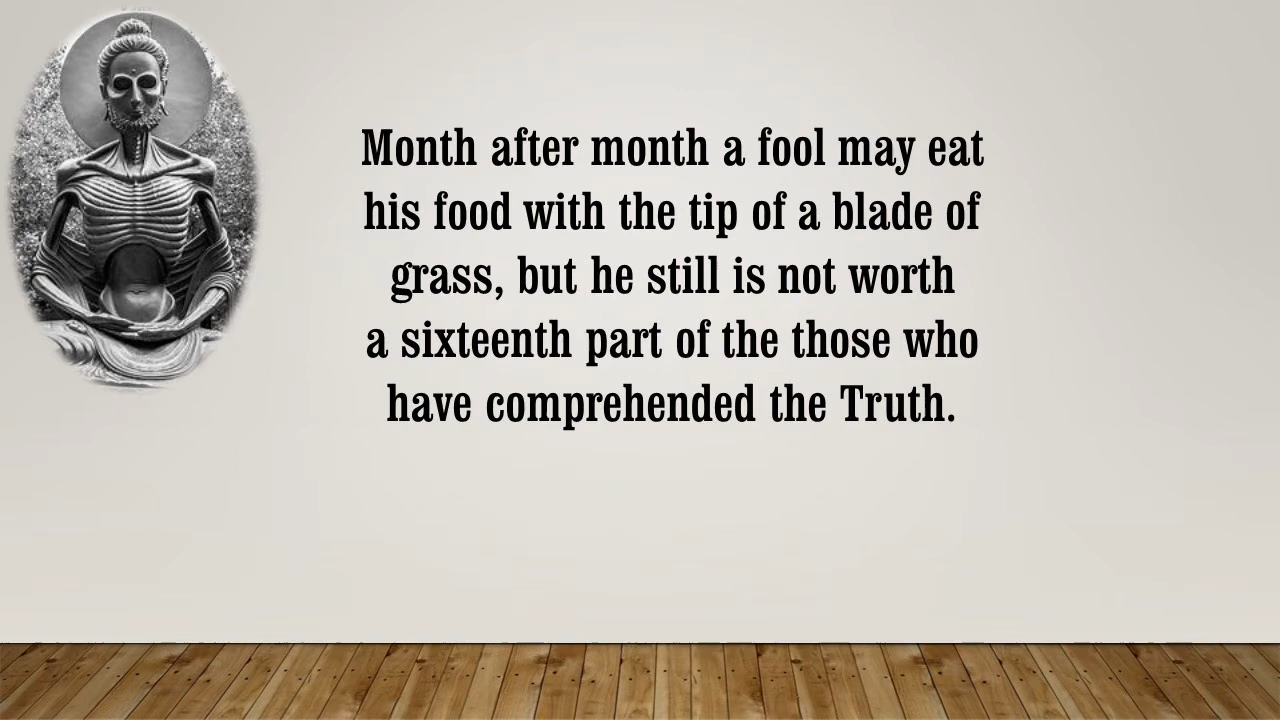 Month after month a fool may eat
his food with the tip of a blade of
grass, but he still is not worth
a sixteenth part of the those who
have comprehended the Truth.